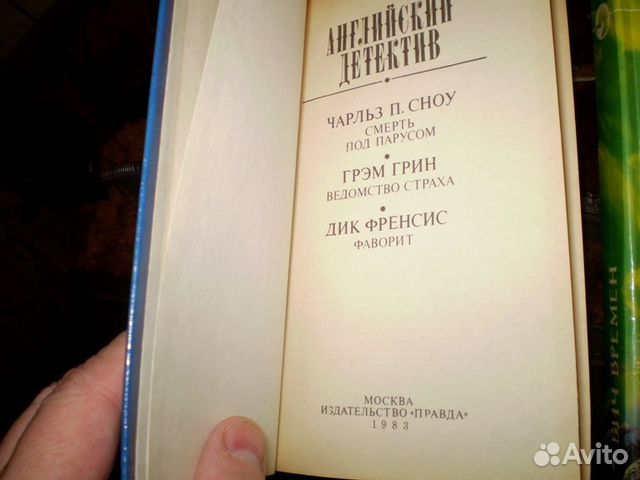 АНГЛИЙСКИЙ
ДЕТЕКТИВ
ЧАРЛЬЗ П. СНОУ
СМЕРТЬ
ПОД ПАРУСОМ
ГРЭМ ГРИН
ВЕДОМСТВО СТРАХА
ДИК ФРЕНСИС
ФАВОРИТ
МОСКВА
ИЗДАТЕЛЬСТВО «ПРАВДА»
1983
ВРЕМЕН
Avito